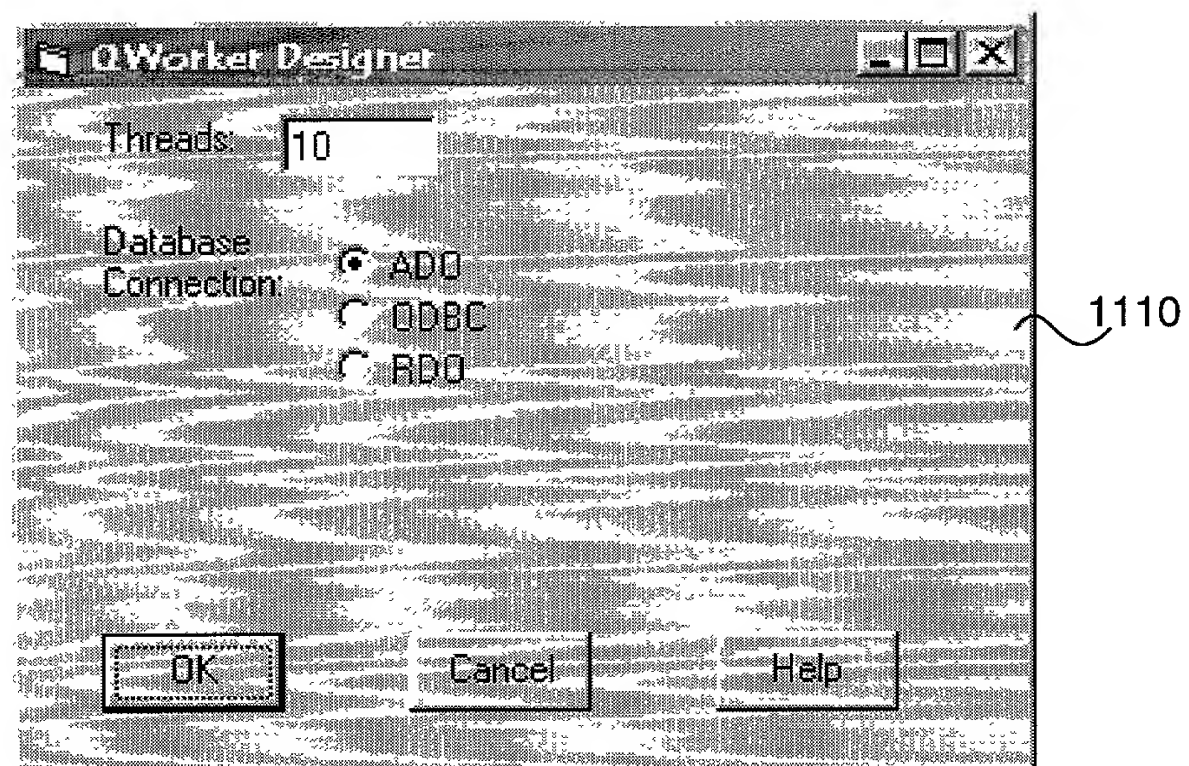 QWorker Designer
Threads: 10
Database
Connection:
ADO
ODBC
RDO
1110
OK Cancel Help